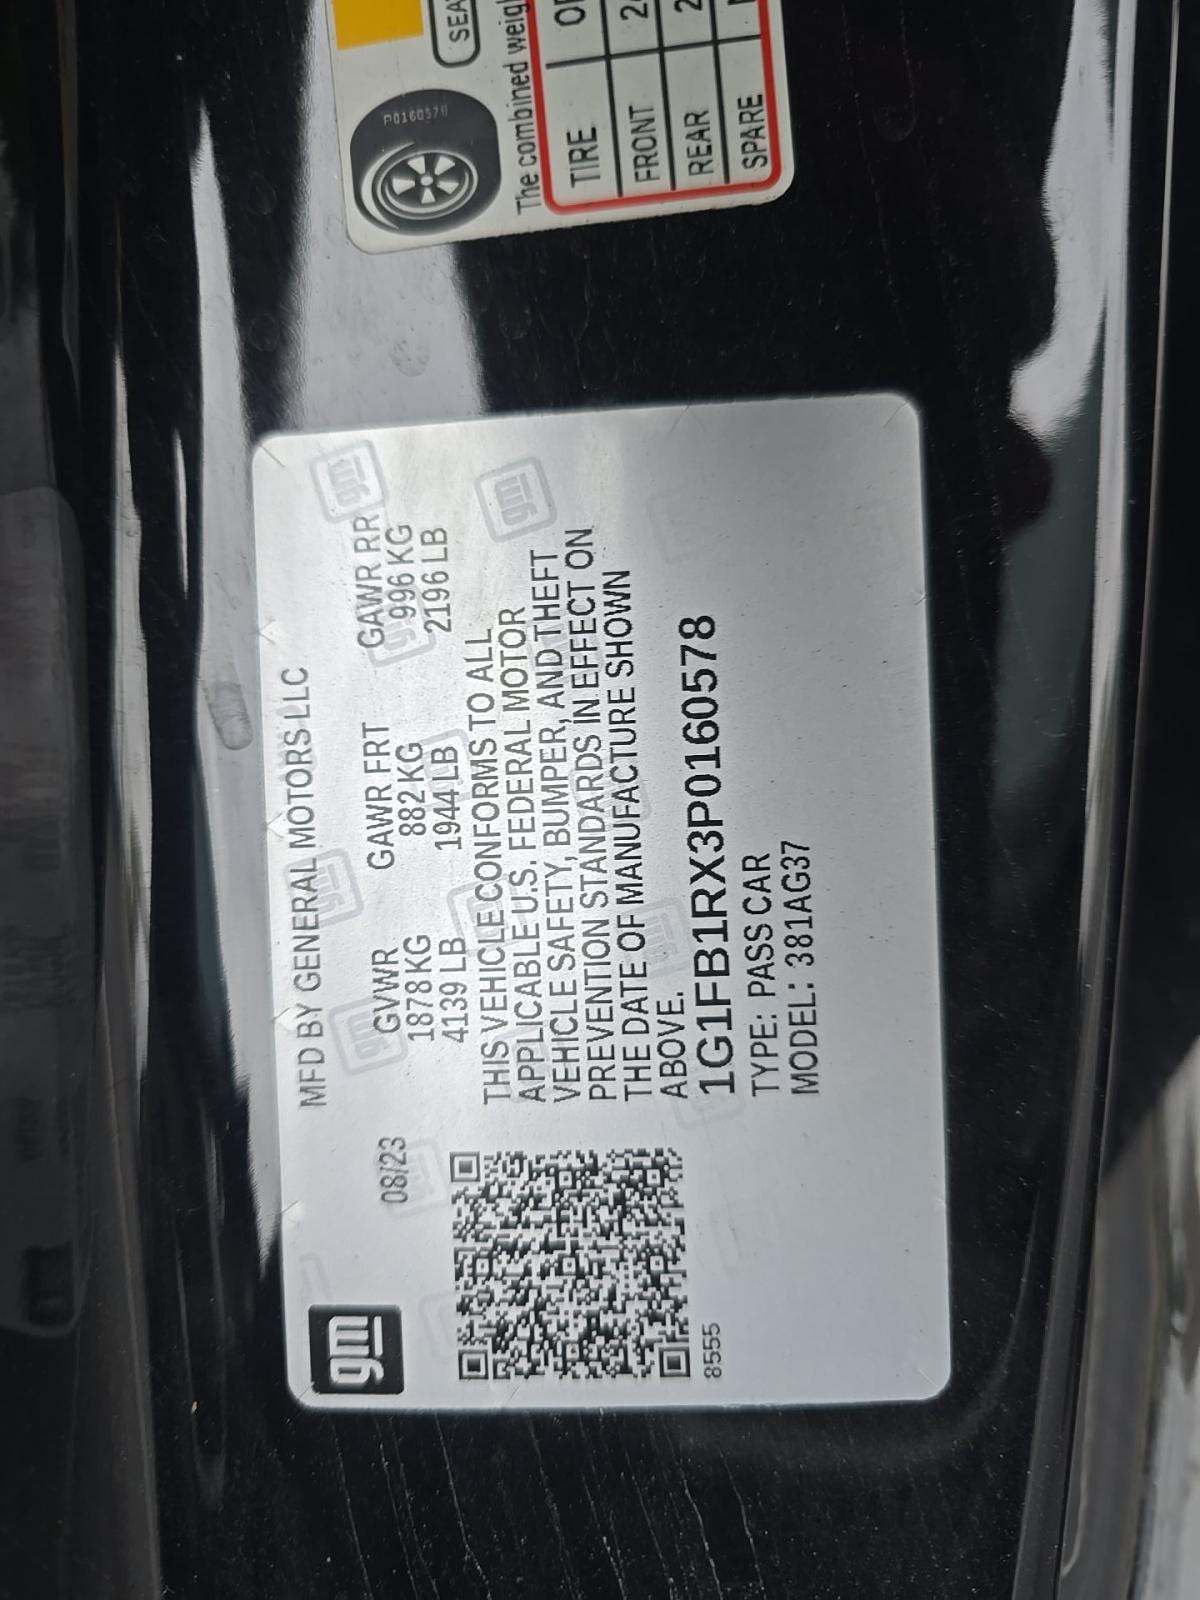 gm
MFD BY GENERAL MOTORS LLC
08/23
GVWR GAWR FRT GAWR RR
1878 KG 882 KG 996 KG
4139 LB 1944 LB 2196 LB
THIS VEHICLE CONFORMS TO ALL
APPLICABLE U.S. FEDERAL MOTOR
VEHICLE SAFETY, BUMPER, AND THEFT
PREVENTION STANDARDS IN EFFECT ON
THE DATE OF MANUFACTURE SHOWN
ABOVE.
1G1FB1RX3P0160578
TYPE: PASS CAR
MODEL: 381AG37
8555
P0160578
The combined
TIRE
FRONT
REAR
SPARE